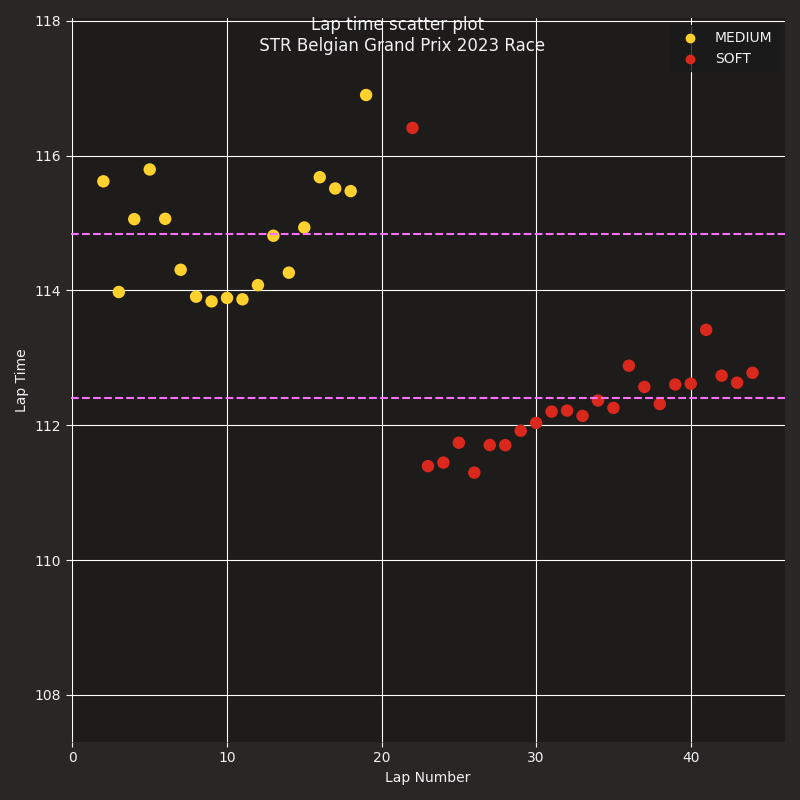 Lap time scatter plot
STR Belgian Grand Prix 2023 Race
MEDIUM
SOFT
118
116
114
112
110
108
Lap Time
0 10 20 30 40
Lap Number